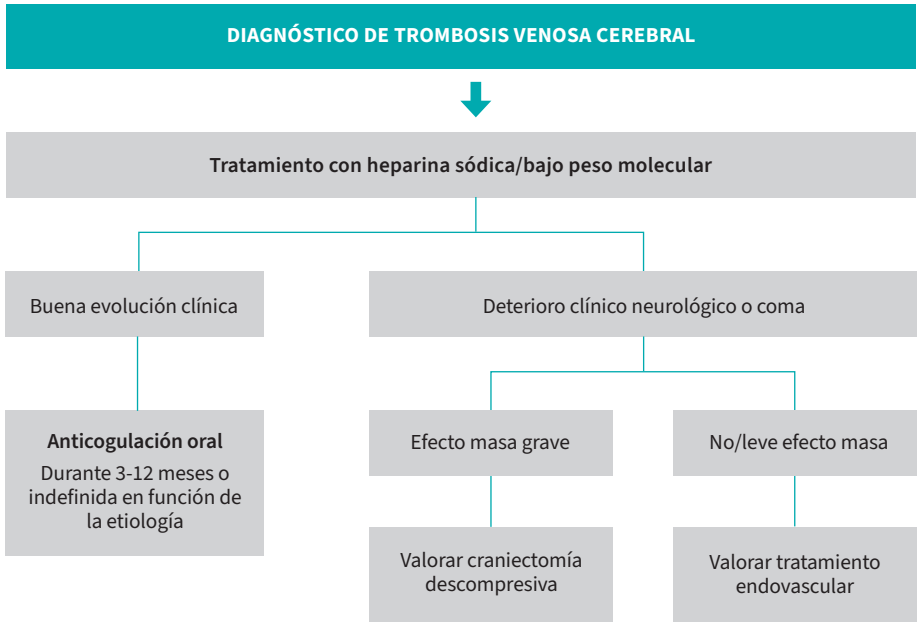 DIAGNÓSTICO DE TROMBOSIS VENOSA CEREBRAL
Tratamiento con heparina sódica/bajo peso molecular
Buena evolución clínica
Deterioro clínico neurológico o coma
Anticogulación oral
Durante 3-12 meses o
indefinida en función de
la etiología
Efecto masa grave
No/leve efecto masa
Valorar craniectomía
descompresiva
Valorar tratamiento
endovascular